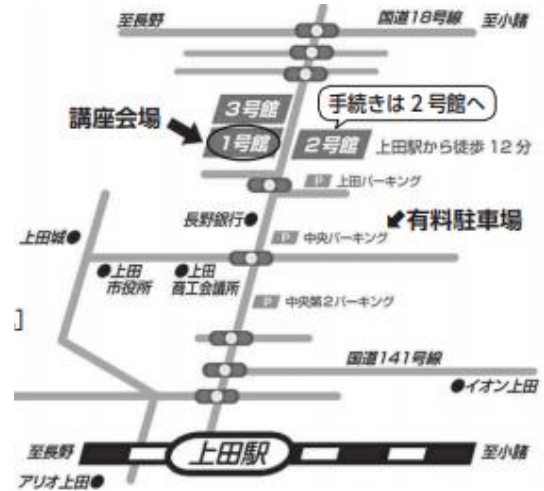 至長野
国道18号線
至小諸
3号館
手続きは2号館へ
講座会場
1号館
2号館
上田駅から徒歩12分
P 上田パーキング
長野銀行
有料駐車場
上田城
P 中央パーキング
上田
市役所
上田
商工会議所
P 中央第2パーキング
国道141号線
イオン上田
至長野
上田駅
至小諸
アリオ上田